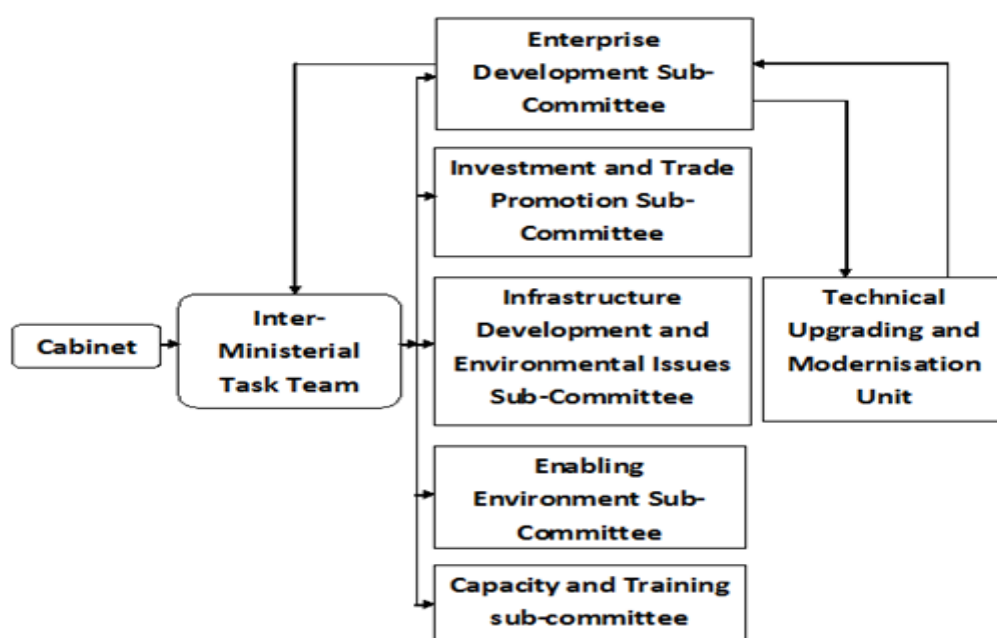 Enterprise
Development Sub-
Committee
Investment and Trade
Promotion Sub-
Committee
Cabinet
Inter-
Ministerial
Task Team
Infrastructure
Development and
Environmental Issues
Sub-Committee
Technical
Upgrading and
Modernisation
Unit
Enabling
Environment Sub-
Committee
Capacity and Training
sub-committee